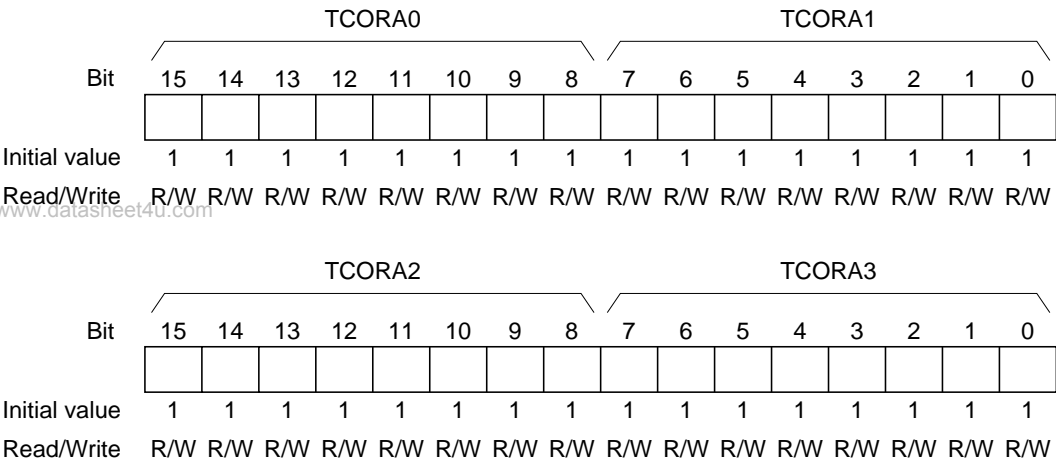 TCORA0 TCORA1
Bit 15 14 13 12 11 10 9 8 7 6 5 4 3 2 1 0
Initial value 1 1 1 1 1 1 1 1 1 1 1 1 1 1 1 1
Read/Write R/W R/W R/W R/W R/W R/W R/W R/W R/W R/W R/W R/W R/W R/W R/W R/W
www.datasheet4u.com
TCORA2 TCORA3
Bit 15 14 13 12 11 10 9 8 7 6 5 4 3 2 1 0
Initial value 1 1 1 1 1 1 1 1 1 1 1 1 1 1 1 1
Read/Write R/W R/W R/W R/W R/W R/W R/W R/W R/W R/W R/W R/W R/W R/W R/W R/W